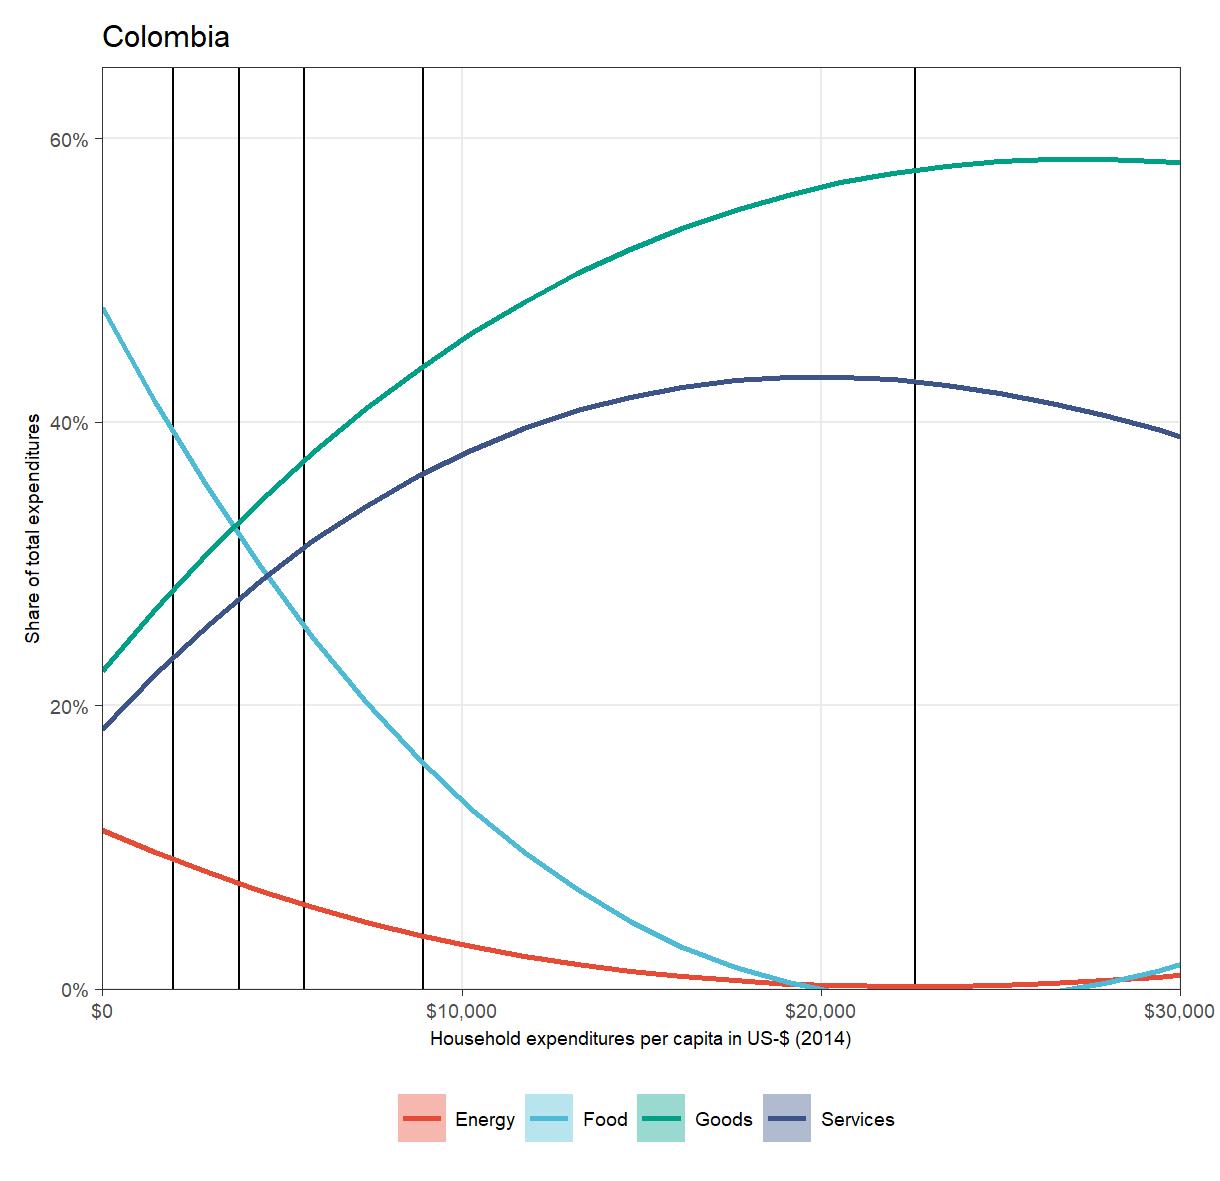 Colombia
60%
40%
20%
0%
Share of total expenditures
$0 $10,000 $20,000 $30,000
Household expenditures per capita in US-$ (2014)
Energy Food Goods Services